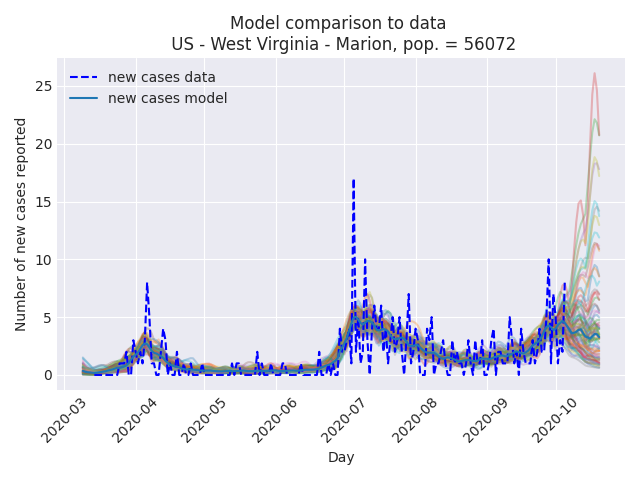 Model comparison to data
US - West Virginia - Marion, pop. = 56072
new cases data
new cases model
Number of new cases reported
25
20
15
10
5
0
2020-03
2020-04
2020-05
2020-06
2020-07
2020-08
2020-09
2020-10
Day